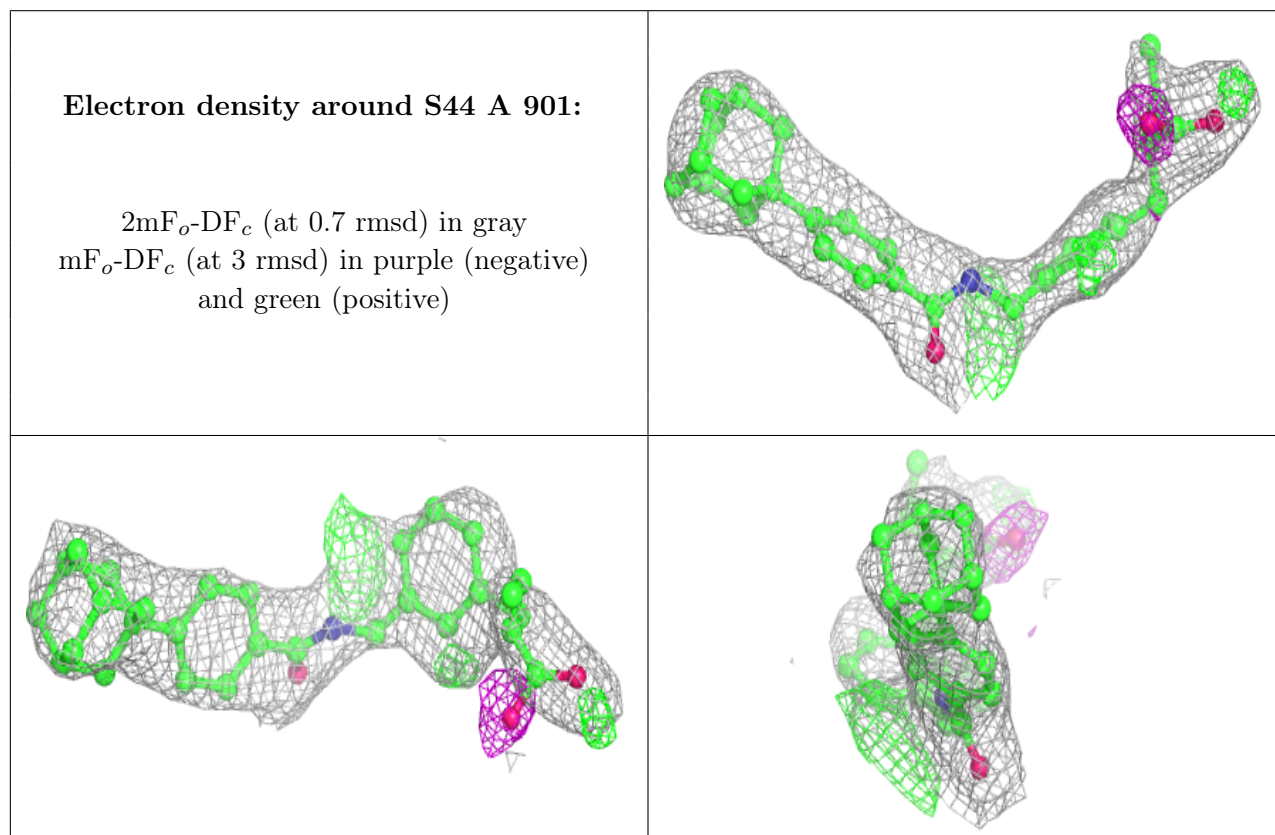 Electron density around S44 A 901:
2mFo-DFc (at 0.7 rmsd) in gray
mFo-DFc (at 3 rmsd) in purple (negative)
and green (positive)